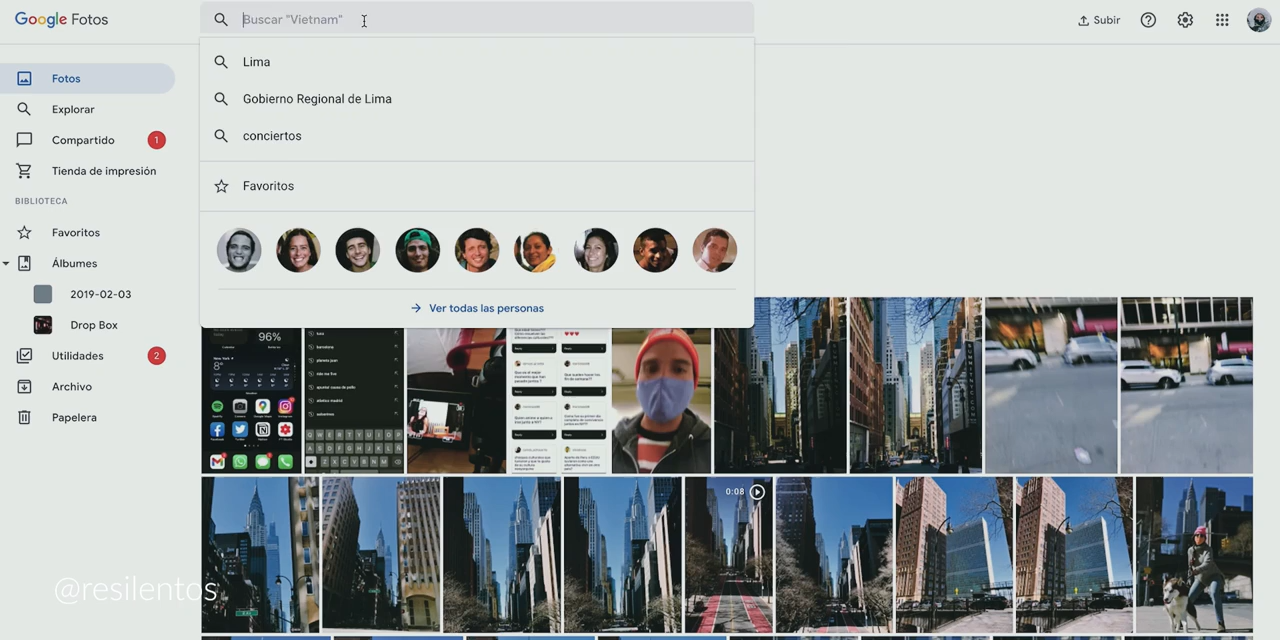 Google Fotos
Buscar "Vietnam"
Subir
Lima
Gobierno Regional de Lima
conciertos
Favoritos
Ver todas las personas
Fotos
Explorar
Compartido 1
Tienda de impresión
BIBLIOTECA
Favoritos
Álbumes
2019-02-03
Drop Box
Utilidades 2
Archivo
Papelera
96%
8°
0:08
@resilentos